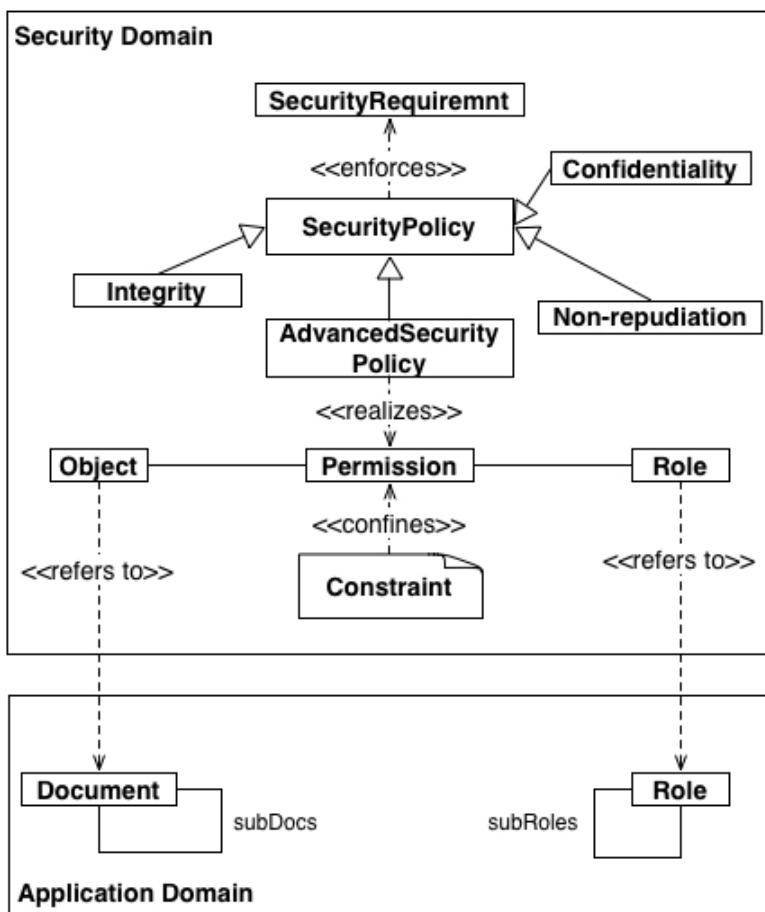 Security Domain
SecurityRequiremnt
<<enforces>>
Confidentiality
SecurityPolicy
Integrity
Non-repudiation
AdvancedSecurity
Policy
<<realizes>>
Object
Permission
Role
<<confines>>
<<refers to>>
<<refers to>>
Constraint
Document
Role
subDocs
subRoles
Application Domain